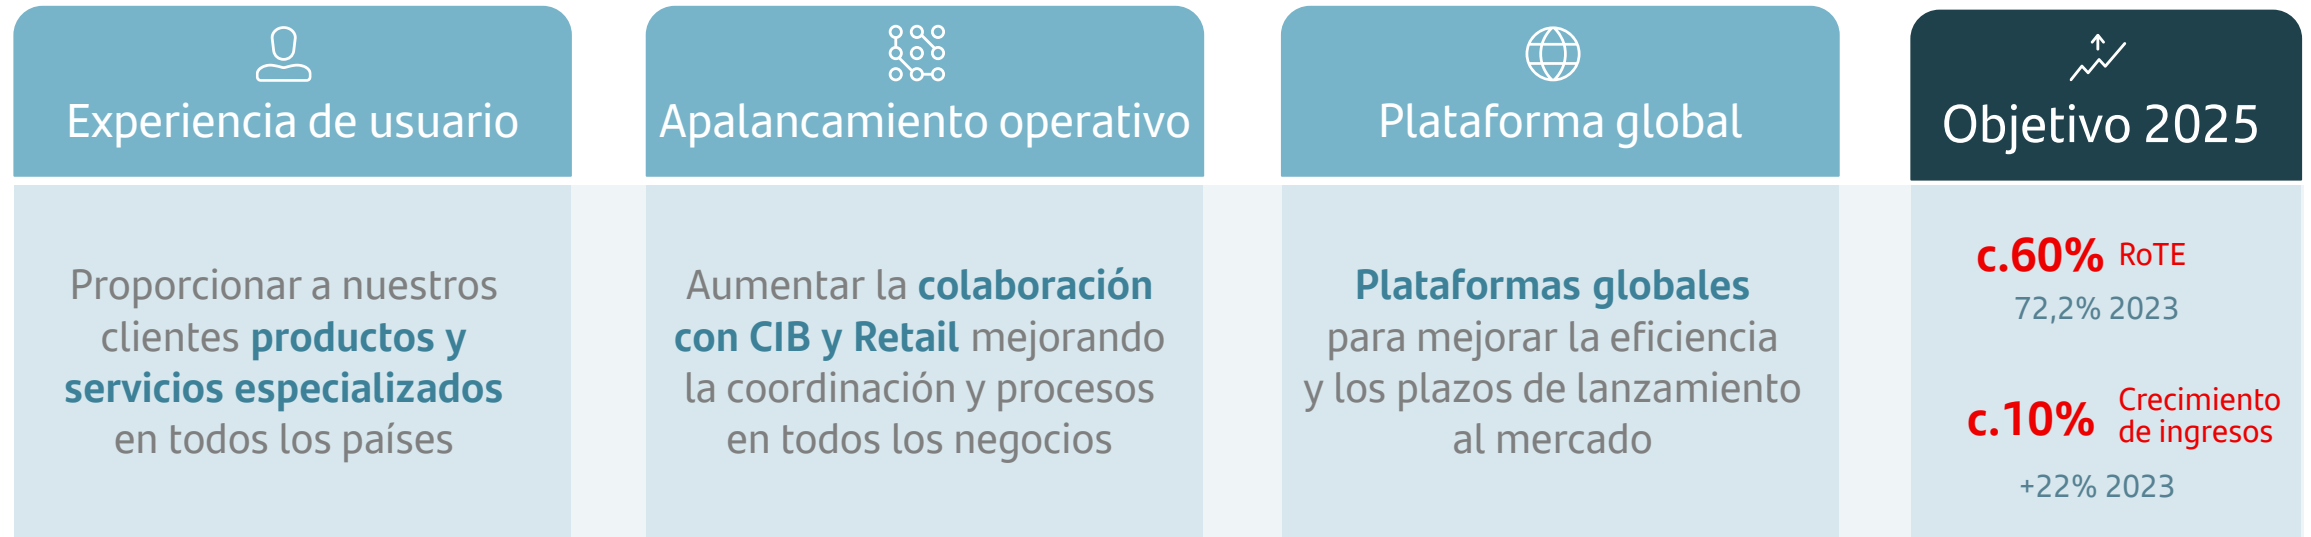 Experiencia de usuario
Proporcionar a nuestros
clientes productos y
servicios especializados
en todos los países
Apalancamiento operativo
Aumentar la colaboración
con CIB y Retail mejorando
la coordinación y procesos
en todos los negocios
Plataforma global
Plataformas globales
para mejorar la eficiencia
y los plazos de lanzamiento
al mercado
Objetivo 2025
c.60% RoTE
72,2% 2023
c.10% Crecimiento
de ingresos
+22% 2023